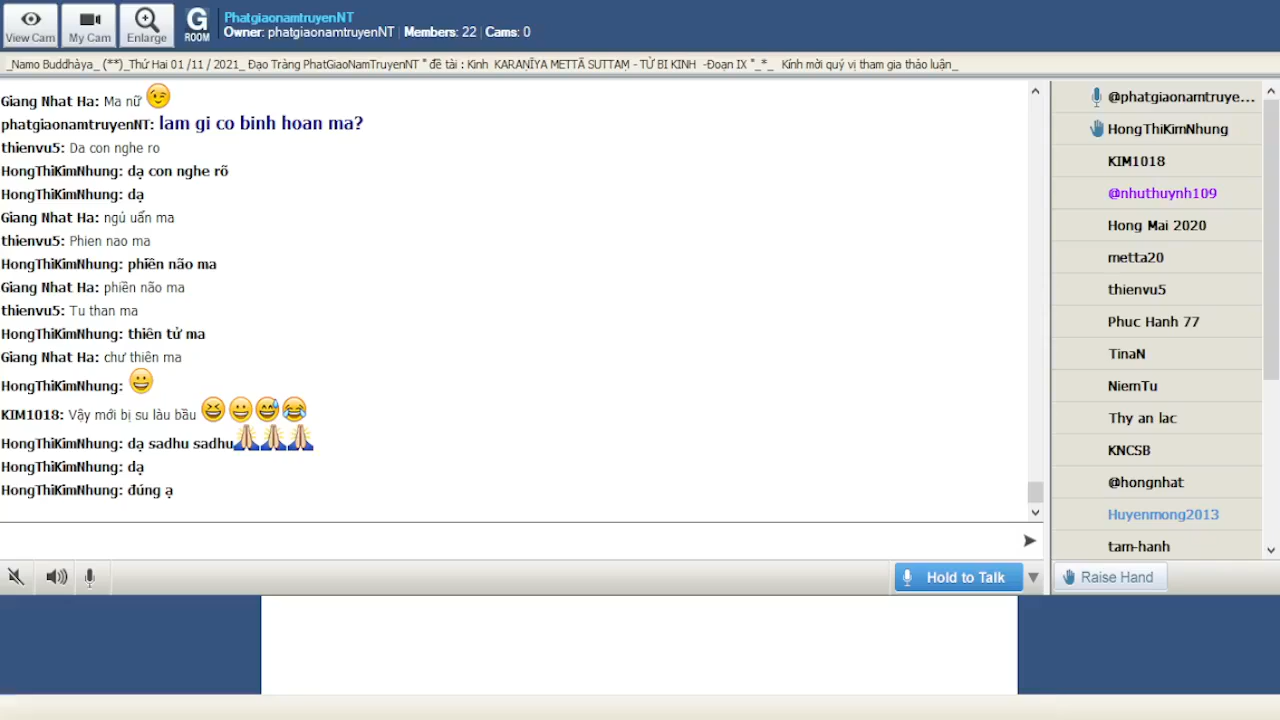 View Cam
My Cam
Enlarge
G
ROOM
PhatgiaonamtruyenNT
Owner: phatgiaonamtruyenNT | Members: 22 | Cams: 0
_Namo Buddhàya_ (**)_Thứ Hai 01 /11 / 2021_ Đạo Tràng PhatGiaoNamTruyenNT " đề tài : Kinh KARAṆĪYA METTĀ SUTTAṂ - TỪ BI KINH -Đoạn IX "_*_ Kính mời quý vị tham gia thảo luận_
Giang Nhat Ha: Ma nữ 😉
phatgiaonamtruyenNT: lam gi co binh hoan ma?
thienvu5: Da con nghe ro
HongThiKimNhung: dạ con nghe rõ
HongThiKimNhung: dạ
Giang Nhat Ha: ngủ uẩn ma
thienvu5: Phien nao ma
HongThiKimNhung: phiên não ma
Giang Nhat Ha: phiền não ma
thienvu5: Tu than ma
HongThiKimNhung: thiên tử ma
Giang Nhat Ha: chư thiên ma
HongThiKimNhung: 😀
KIM1018: Vậy mới bị su làu bầu 😆😀😅😂
HongThiKimNhung: dạ sadhu sadhu🙏🙏🙏
HongThiKimNhung: dạ
HongThiKimNhung: đúng ạ
@phatgiaonamtruye...
HongThiKimNhung
KIM1018
@nhuthuynh109
Hong Mai 2020
metta20
thienvu5
Phuc Hanh 77
TinaN
NiemTu
Thy an lac
KNCSB
@hongnhat
Huyenmong2013
tam-hanh
Hold to Talk
Raise Hand